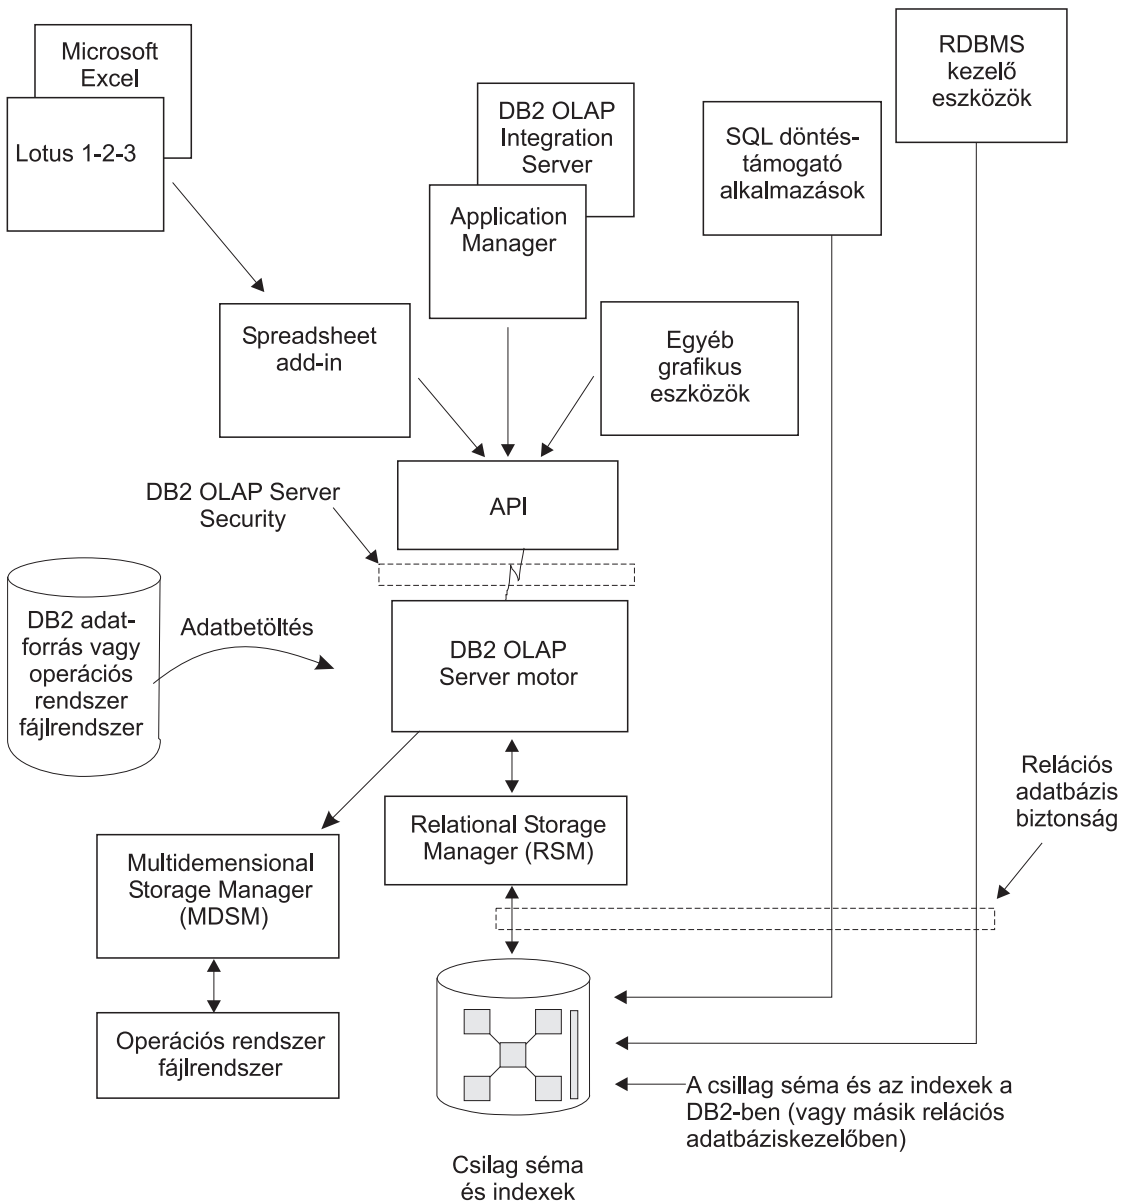 Microsoft
Excel
Lotus 1-2-3
DB2 OLAP
Integration
Server
Application
Manager
SQL döntés-
támogató
alkalmazások
RDBMS
kezelő
eszközök
Spreadsheet
add-in
Egyéb
grafikus
eszközök
DB2 OLAP Server
Security
API
DB2 adat-
forrás vagy
operációs
rendszer
fájlrendszer
Adatbetöltés
DB2 OLAP
Server motor
Relációs
adatbázis
biztonság
Relational Storage
Manager (RSM)
Multidemensional
Storage Manager
(MDSM)
Operációs rendszer
fájlrendszer
A csillag séma és az indexek a
DB2-ben (vagy másik relációs
adatbáziskezelőben)
Csilag séma
és indexek